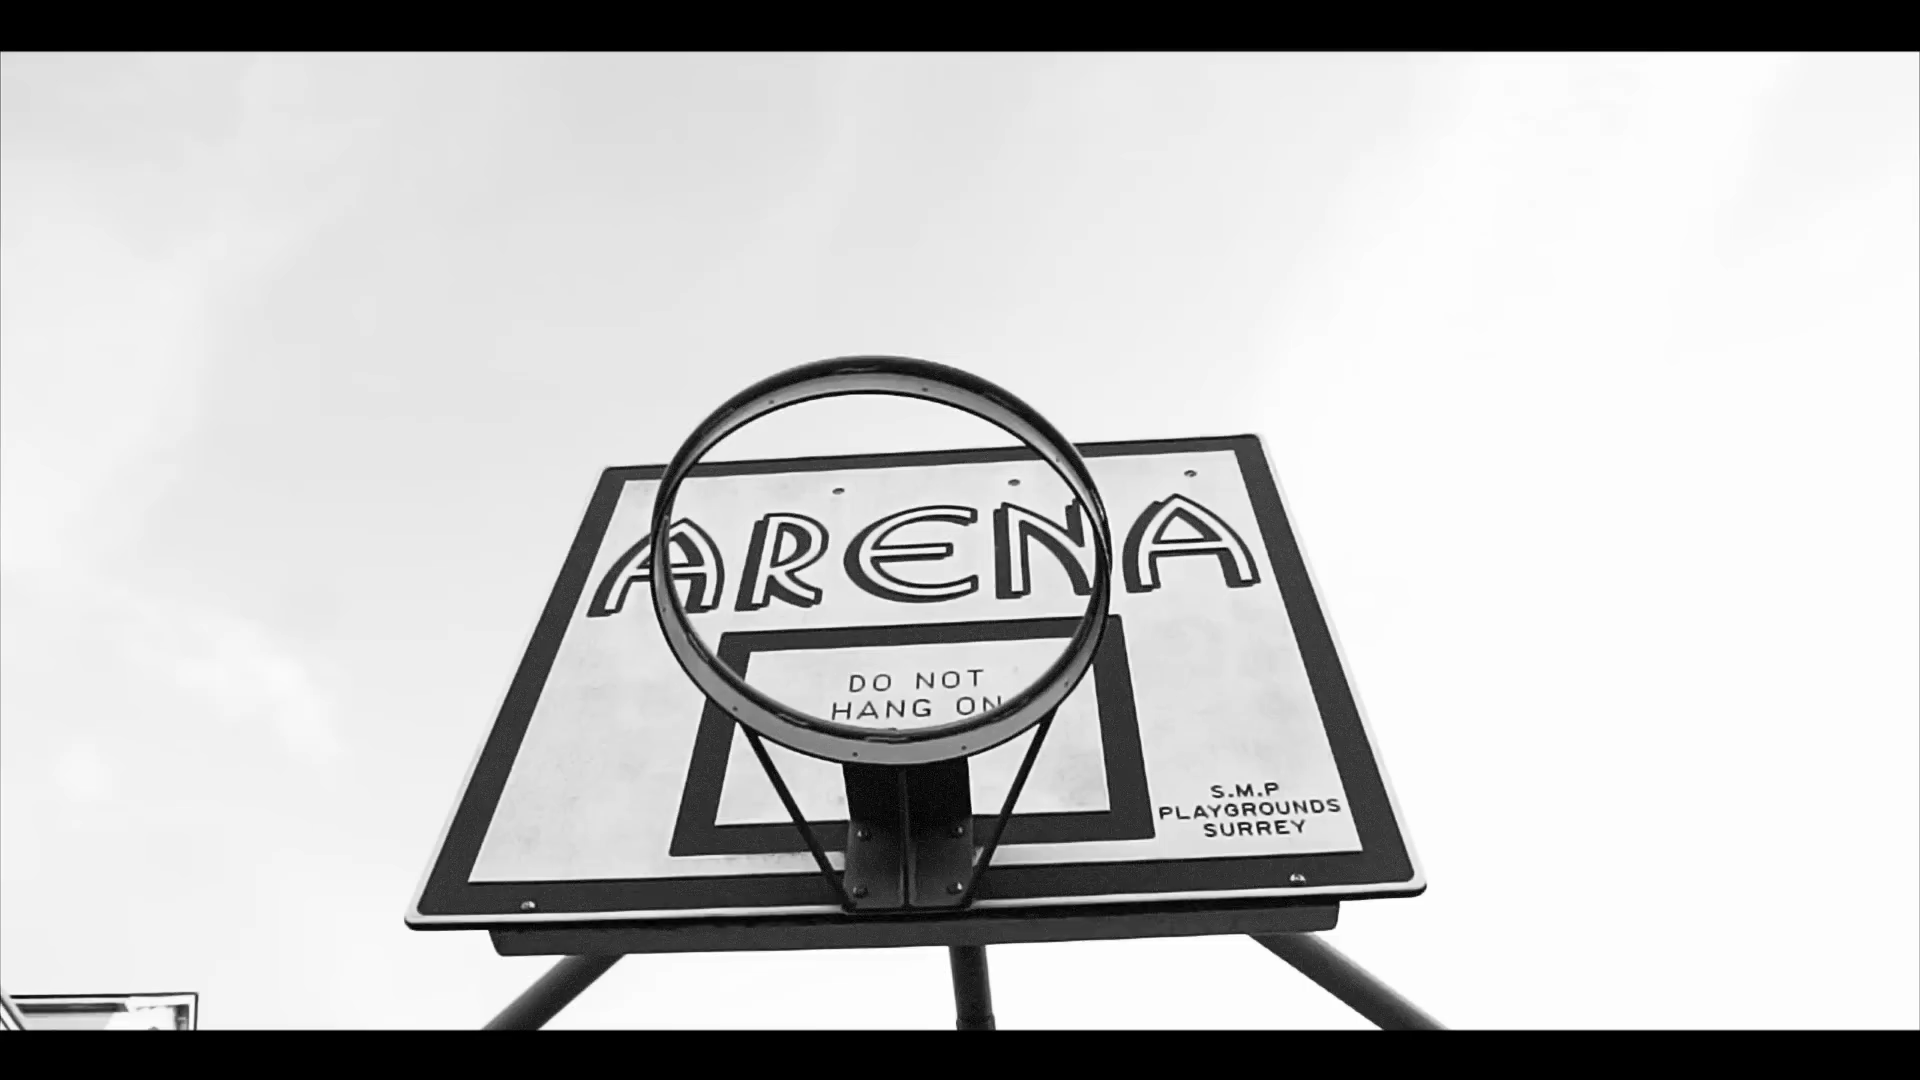 ARENA
DO NOT
HANG ON
S.M.P
PLAYGROUNDS
SURREY